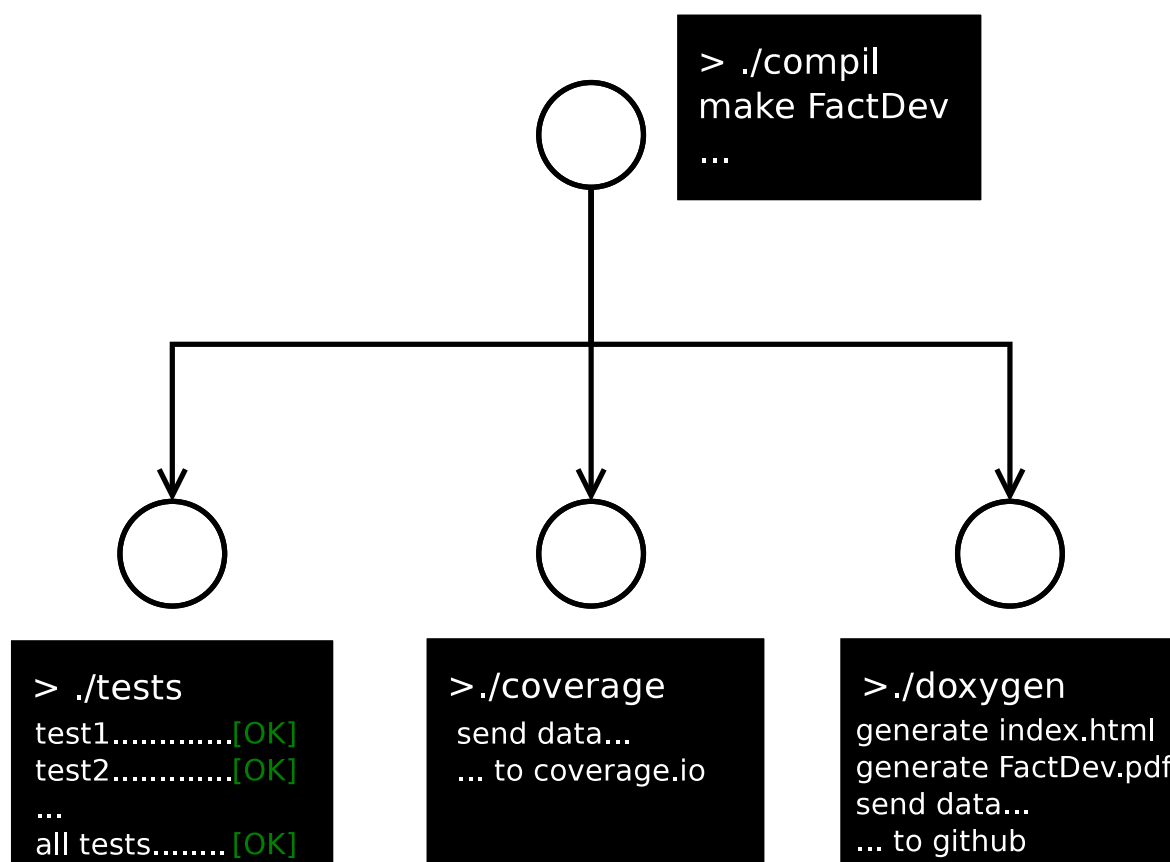 > ./compil
make FactDev
...
> ./tests
test1.............[OK]
test2.............[OK]
...
all tests........[OK]
>./coverage
send data...
... to coverage.io
>./doxygen
generate index.html
generate FactDev.pdf
send data...
... to github